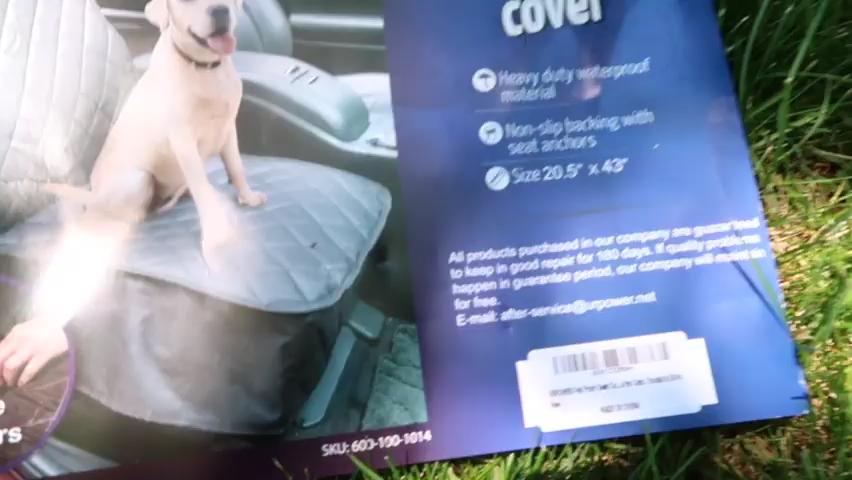 cover
Heavy duty waterproof
material
Non-slip backing with
seat anchors
Size 20.5" x 43"
All products purchased in our company are guaranteed
to keep in good repair for 180 days. If quality problems
happen in guarantee period, our company will maintain
for free.
E-mail: after-service@urpower.net
SKU: 603-100-1014